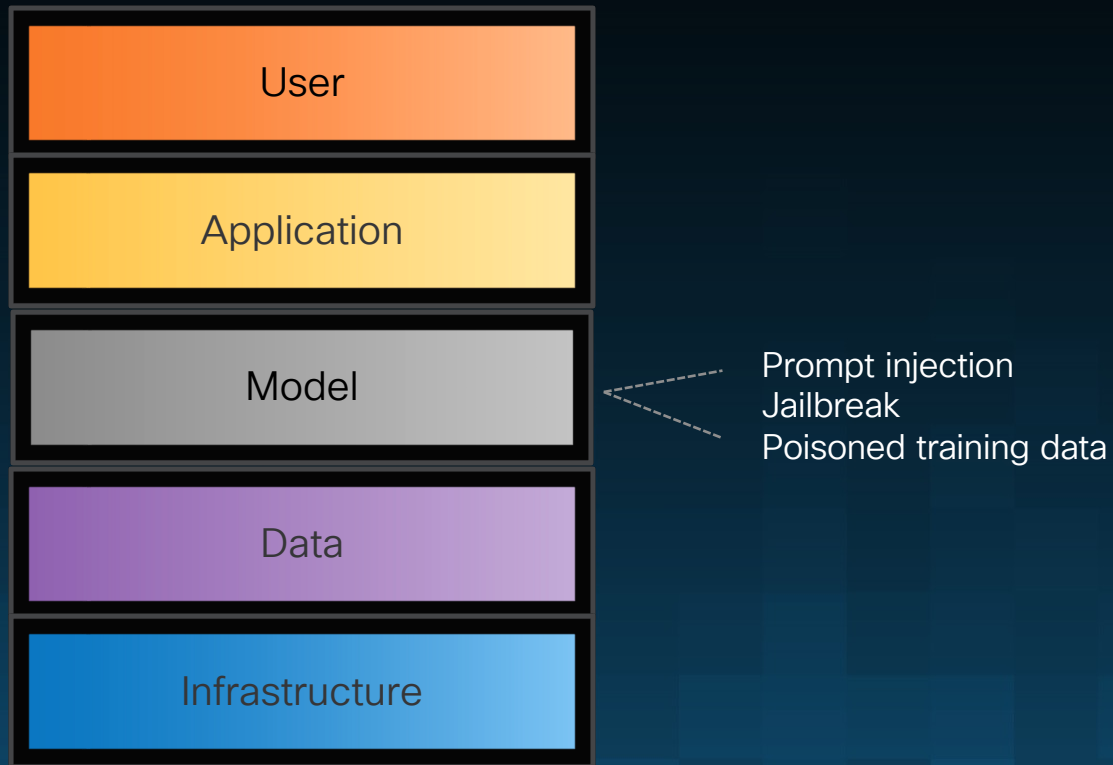 User
Application
Model
Prompt injection
Jailbreak
Poisoned training data
Data
Infrastructure